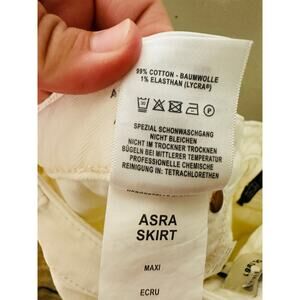 99% COTTON - BAUMWOLLE
1% ELASTHAN (LYCRA®)
SPEZIAL SCHONWASCHGANG
NICHT BLEICHEN
NICHT IM TROCKNER TROCKNEN
BÜGELN BEI MITTLERER TEMPERATUR
PROFESSIONELLE CHEMISCHE
REINIGUNG IN: TETRACHLORETHEN
ASRA
SKIRT
MAXI
ECRU